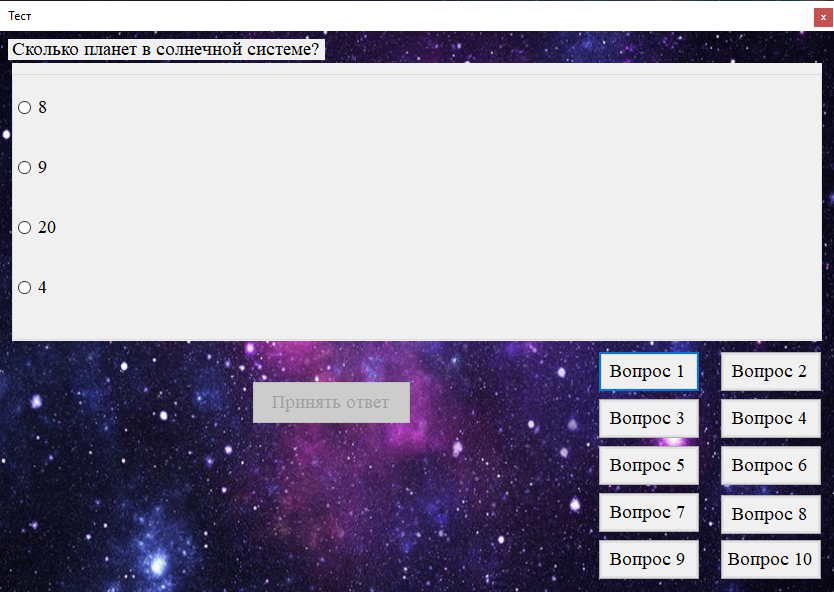 Тест
x
Сколько планет в солнечной системе?
8
9
20
4
Принять ответ
Вопрос 1 Вопрос 2
Вопрос 3 Вопрос 4
Вопрос 5 Вопрос 6
Вопрос 7 Вопрос 8
Вопрос 9 Вопрос 10